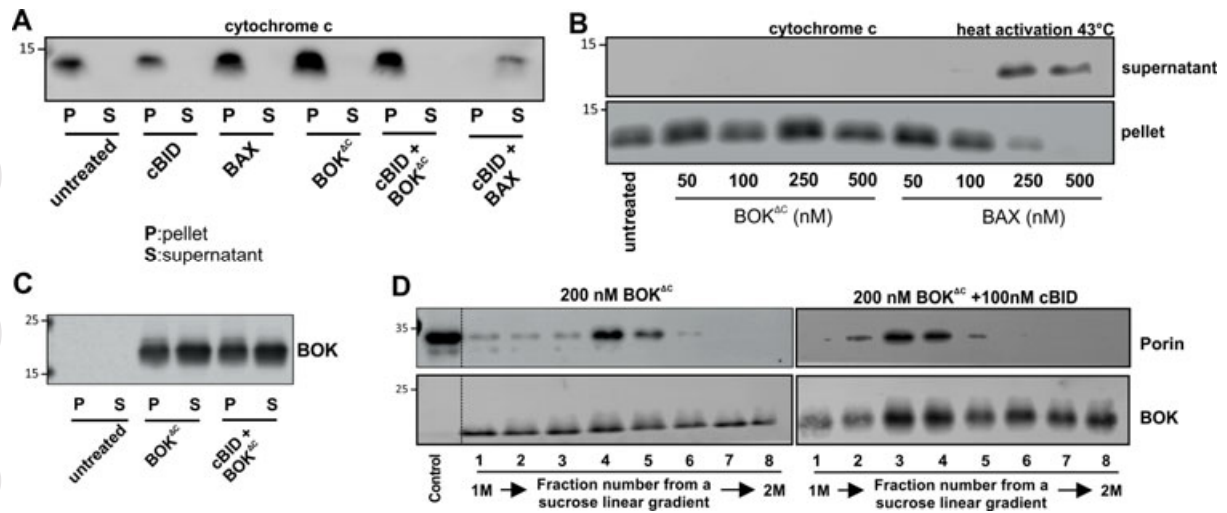 A
cytochrome c
15
P S P S P S P S P S P S
untreated
cBID
BAX
BOKΔC
cBID +
BOKΔC
cBID +
BAX
P:pellet
S:supernatant
B
cytochrome c
heat activation 43°C
15
supernatant
15
pellet
untreated
50 100 250 500 50 100 250 500
BOKΔC (nM)
BAX (nM)
C
25
BOK
15
P S P S P S
untreated
BOKΔC
cBID +
BOKΔC
D
200 nM BOKΔC
200 nM BOKΔC +100nM cBID
35
Porin
25
BOK
Control
1 2 3 4 5 6 7 8
1M → Fraction number from a → 2M
sucrose linear gradient
1 2 3 4 5 6 7 8
1M → Fraction number from a → 2M
sucrose linear gradient